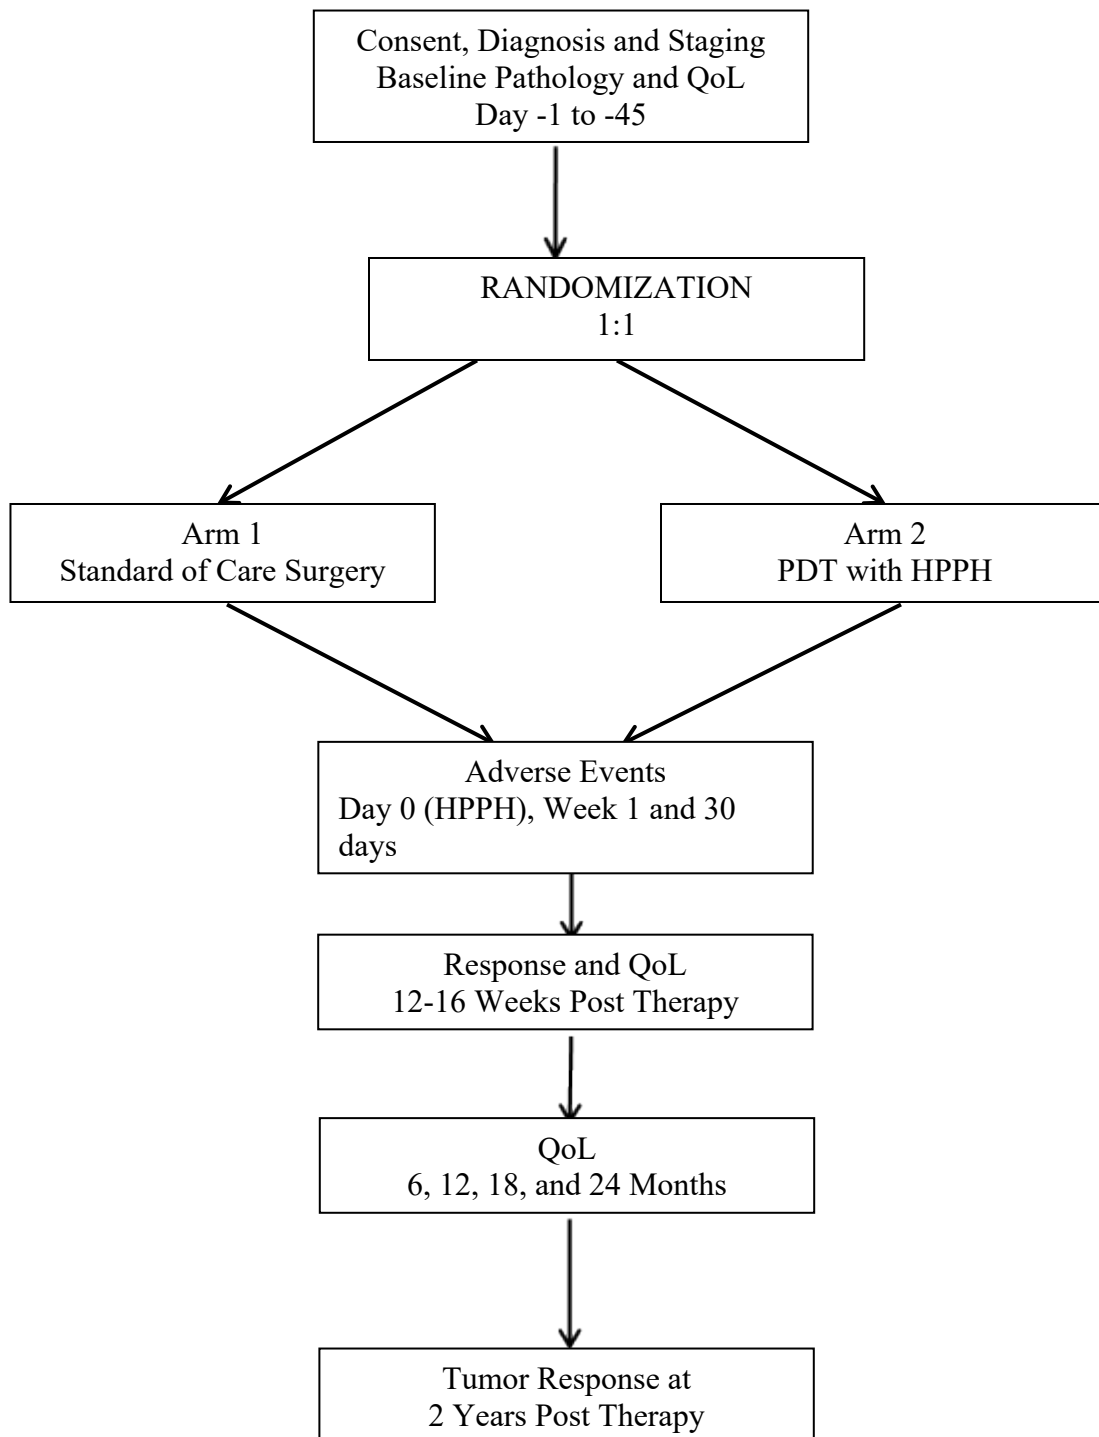 Consent, Diagnosis and Staging
Baseline Pathology and QoL
Day -1 to -45
RANDOMIZATION
1:1
Arm 1
Standard of Care Surgery
Arm 2
PDT with HPPH
Adverse Events
Day 0 (HPPH), Week 1 and 30
days
Response and QoL
12-16 Weeks Post Therapy
QoL
6, 12, 18, and 24 Months
Tumor Response at
2 Years Post Therapy